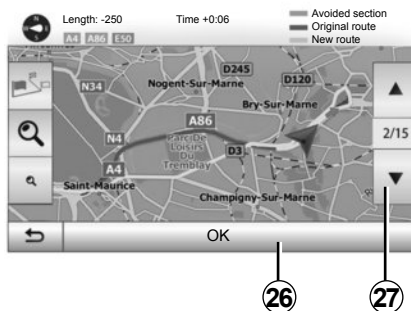 Length: -250 Time +0:06
Avoided section
Original route
New route
A4 A86 E50
D245
D120
N34
Nogent-Sur-Marne
Bry-Sur-Marne
A86
2/15
N4
Parc De
Loisirs
Du
Tremblay
D3
A4
Saint-Maurice
Champigny-Sur-Marne
OK
26
27